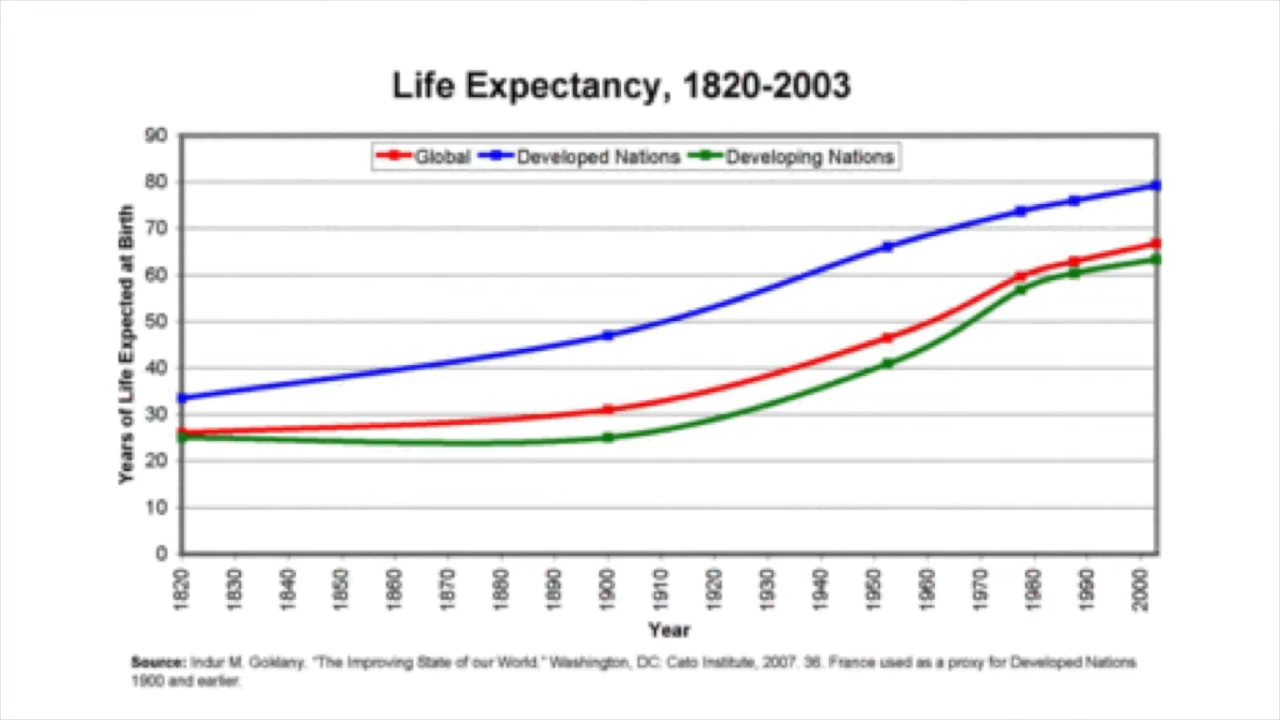 Life Expectancy, 1820-2003
Global Developed Nations Developing Nations
Years of Life Expected at Birth
90
80
70
60
50
40
30
20
10
0
1820 1830 1840 1850 1860 1870 1880 1890 1900 1910 1920 1930 1940 1950 1960 1970 1980 1990 2000
Year
Source: Indur M. Goklany. "The Improving State of our World." Washington, DC: Cato Institute, 2007. 36. France used as a proxy for Developed Nations
1900 and earlier.